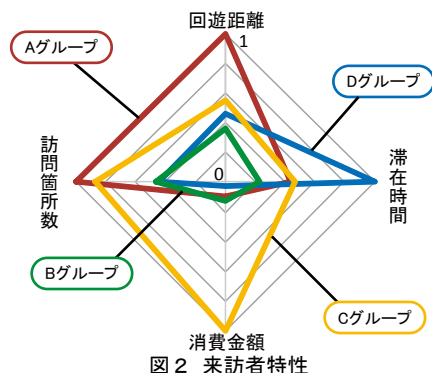 回遊距離
1
Aグループ
Dグループ
訪問箇所数
0
滞在時間
Bグループ
Cグループ
消費金額
図2 来訪者特性